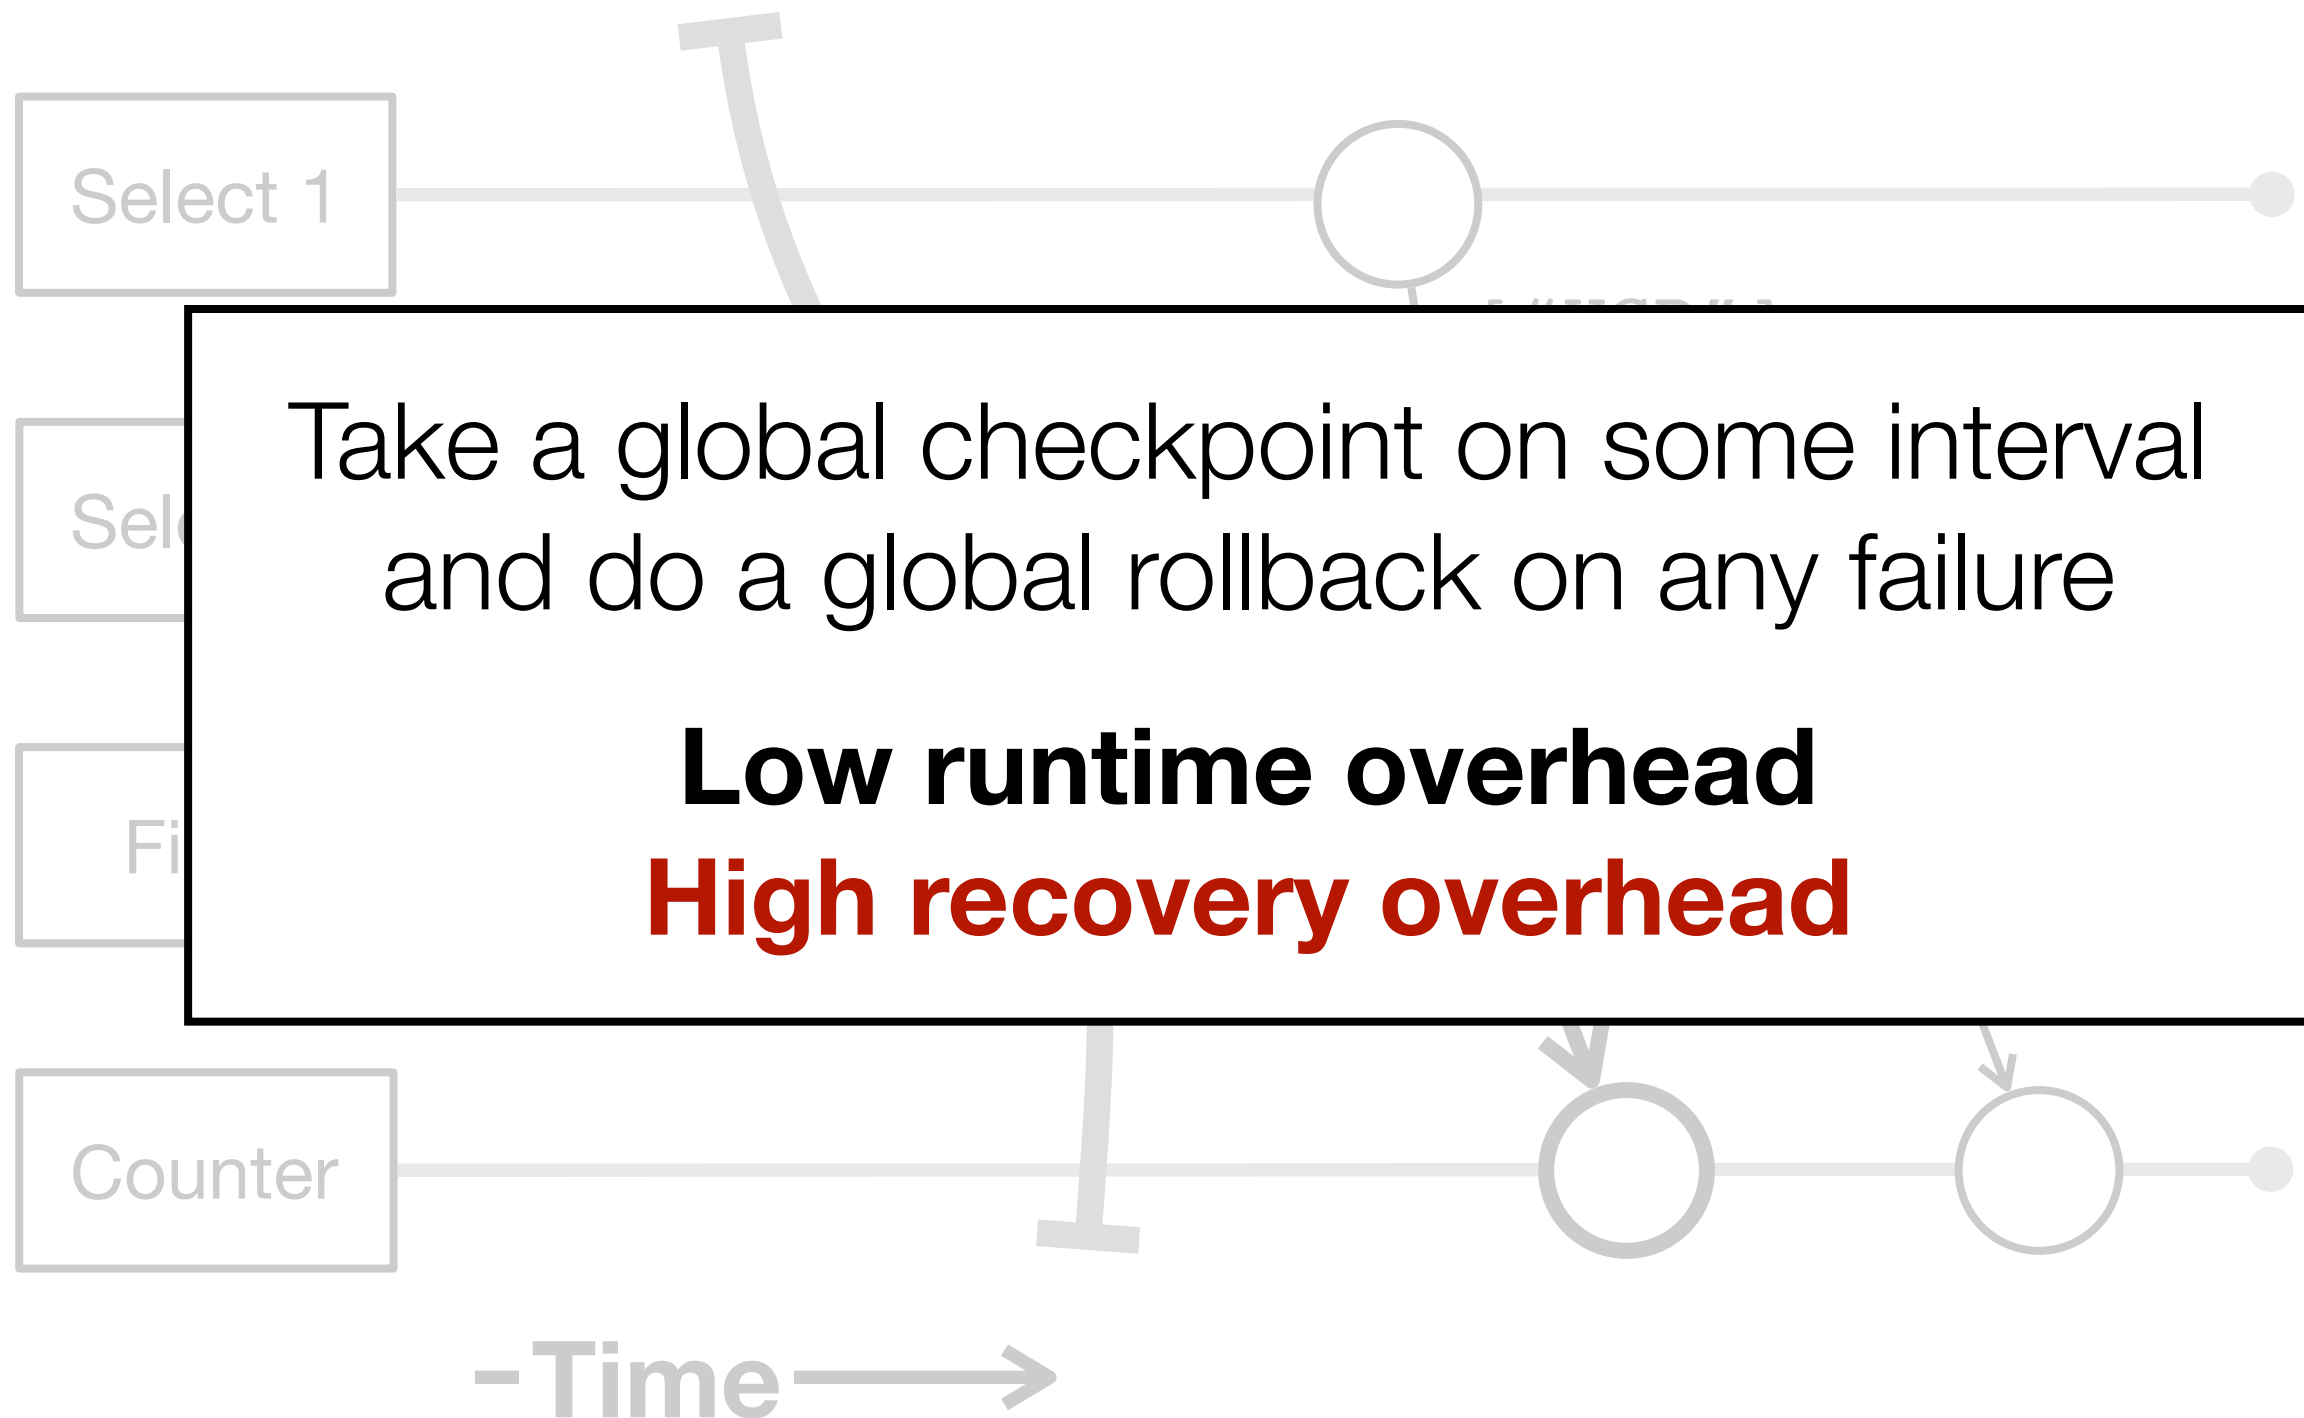 Select 1
Take a global checkpoint on some interval
and do a global rollback on any failure
Low runtime overhead
High recovery overhead
Counter
Time